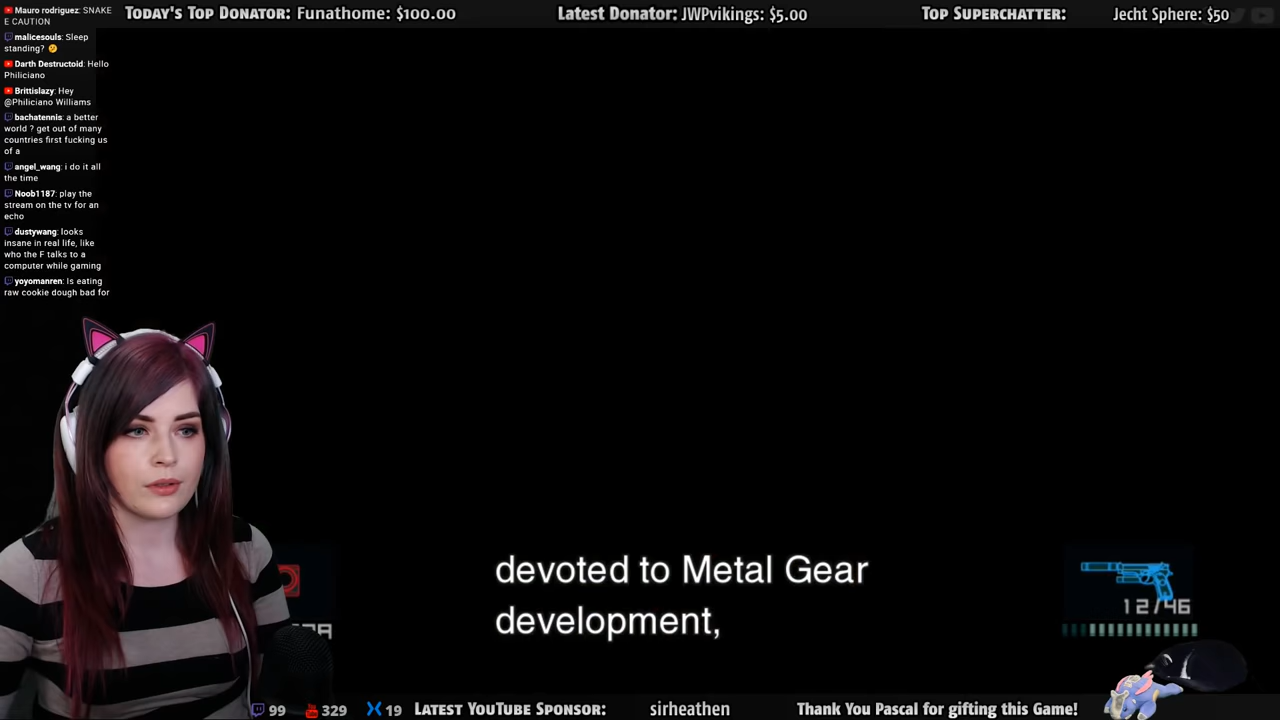 Mauro rodriguez: SNAKE
E CAUTION
malicesouls: Sleep
standing?
Darth Destructoid: Hello
Philiciano
Brittislazy: Hey
@Philiciano Williams
bachatennis: a better
world ? get out of many
countries first fucking us
of a
angel_wang: i do it all
the time
Noob1187: play the
stream on the tv for an
echo
dustywang: looks
insane in real life, like
who the F talks to a
computer while gaming
yoyomanren: Is eating
raw cookie dough bad for
Today's Top Donator: Funathome: $100.00
Latest Donator: JWPvikings: $5.00
Top Superchatter: Jecht Sphere: $50
devoted to Metal Gear
development,
12/46
99 329 19 Latest YouTube Sponsor: sirheathen Thank You Pascal for gifting this Game!